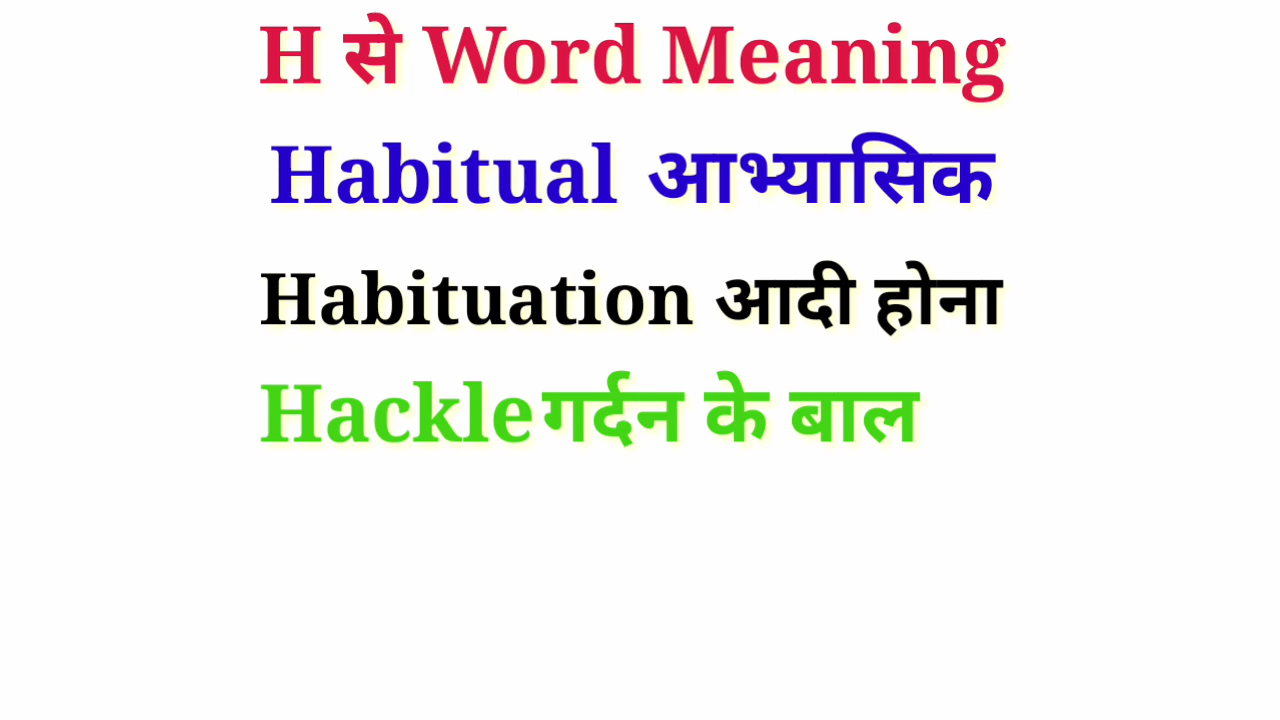 H से Word Meaning
Habitual आभ्यासिक
Habituation आदी होना
Hackle गर्दन के बाल